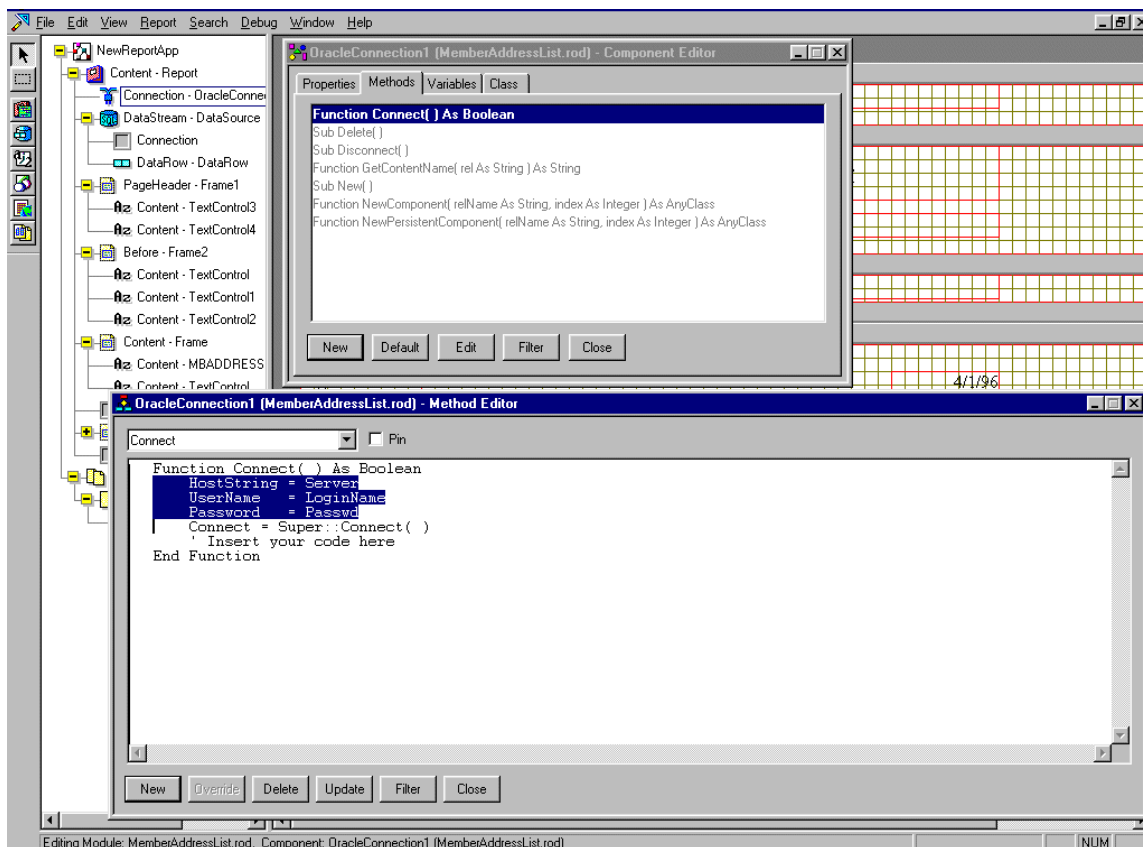 File Edit View Report Search Debug Window Help
NewReportApp
Content - Report
Connection - OracleConne
DataStream - DataSource
Connection
DataRow - DataRow
PageHeader - Frame1
Content - TextControl3
Content - TextControl4
Before - Frame2
Content - TextControl
Content - TextControl1
Content - TextControl2
Content - Frame
Content - MBADDRESS
Content - TextControl
OracleConnection1 (MemberAddressList.rod) - Component Editor
Properties Methods Variables Class
Function Connect( ) As Boolean
Sub Delete( )
Sub Disconnect( )
Function GetContentName( rel As String ) As String
Sub New( )
Function NewComponent( relName As String, index As Integer ) As AnyClass
Function NewPersistentComponent( relName As String, index As Integer ) As AnyClass
New Default Edit Filter Close
4/1/96
OracleConnection1 (MemberAddressList.rod) - Method Editor
Connect Pin
Function Connect( ) As Boolean
HostString = Server
UserName = LoginName
Password = Passwd
Connect = Super::Connect( )
' Insert your code here
End Function
New Override Delete Update Filter Close
Editing Module: MemberAddressList.rod, Component: OracleConnection1 (MemberAddressList.rod) NUM